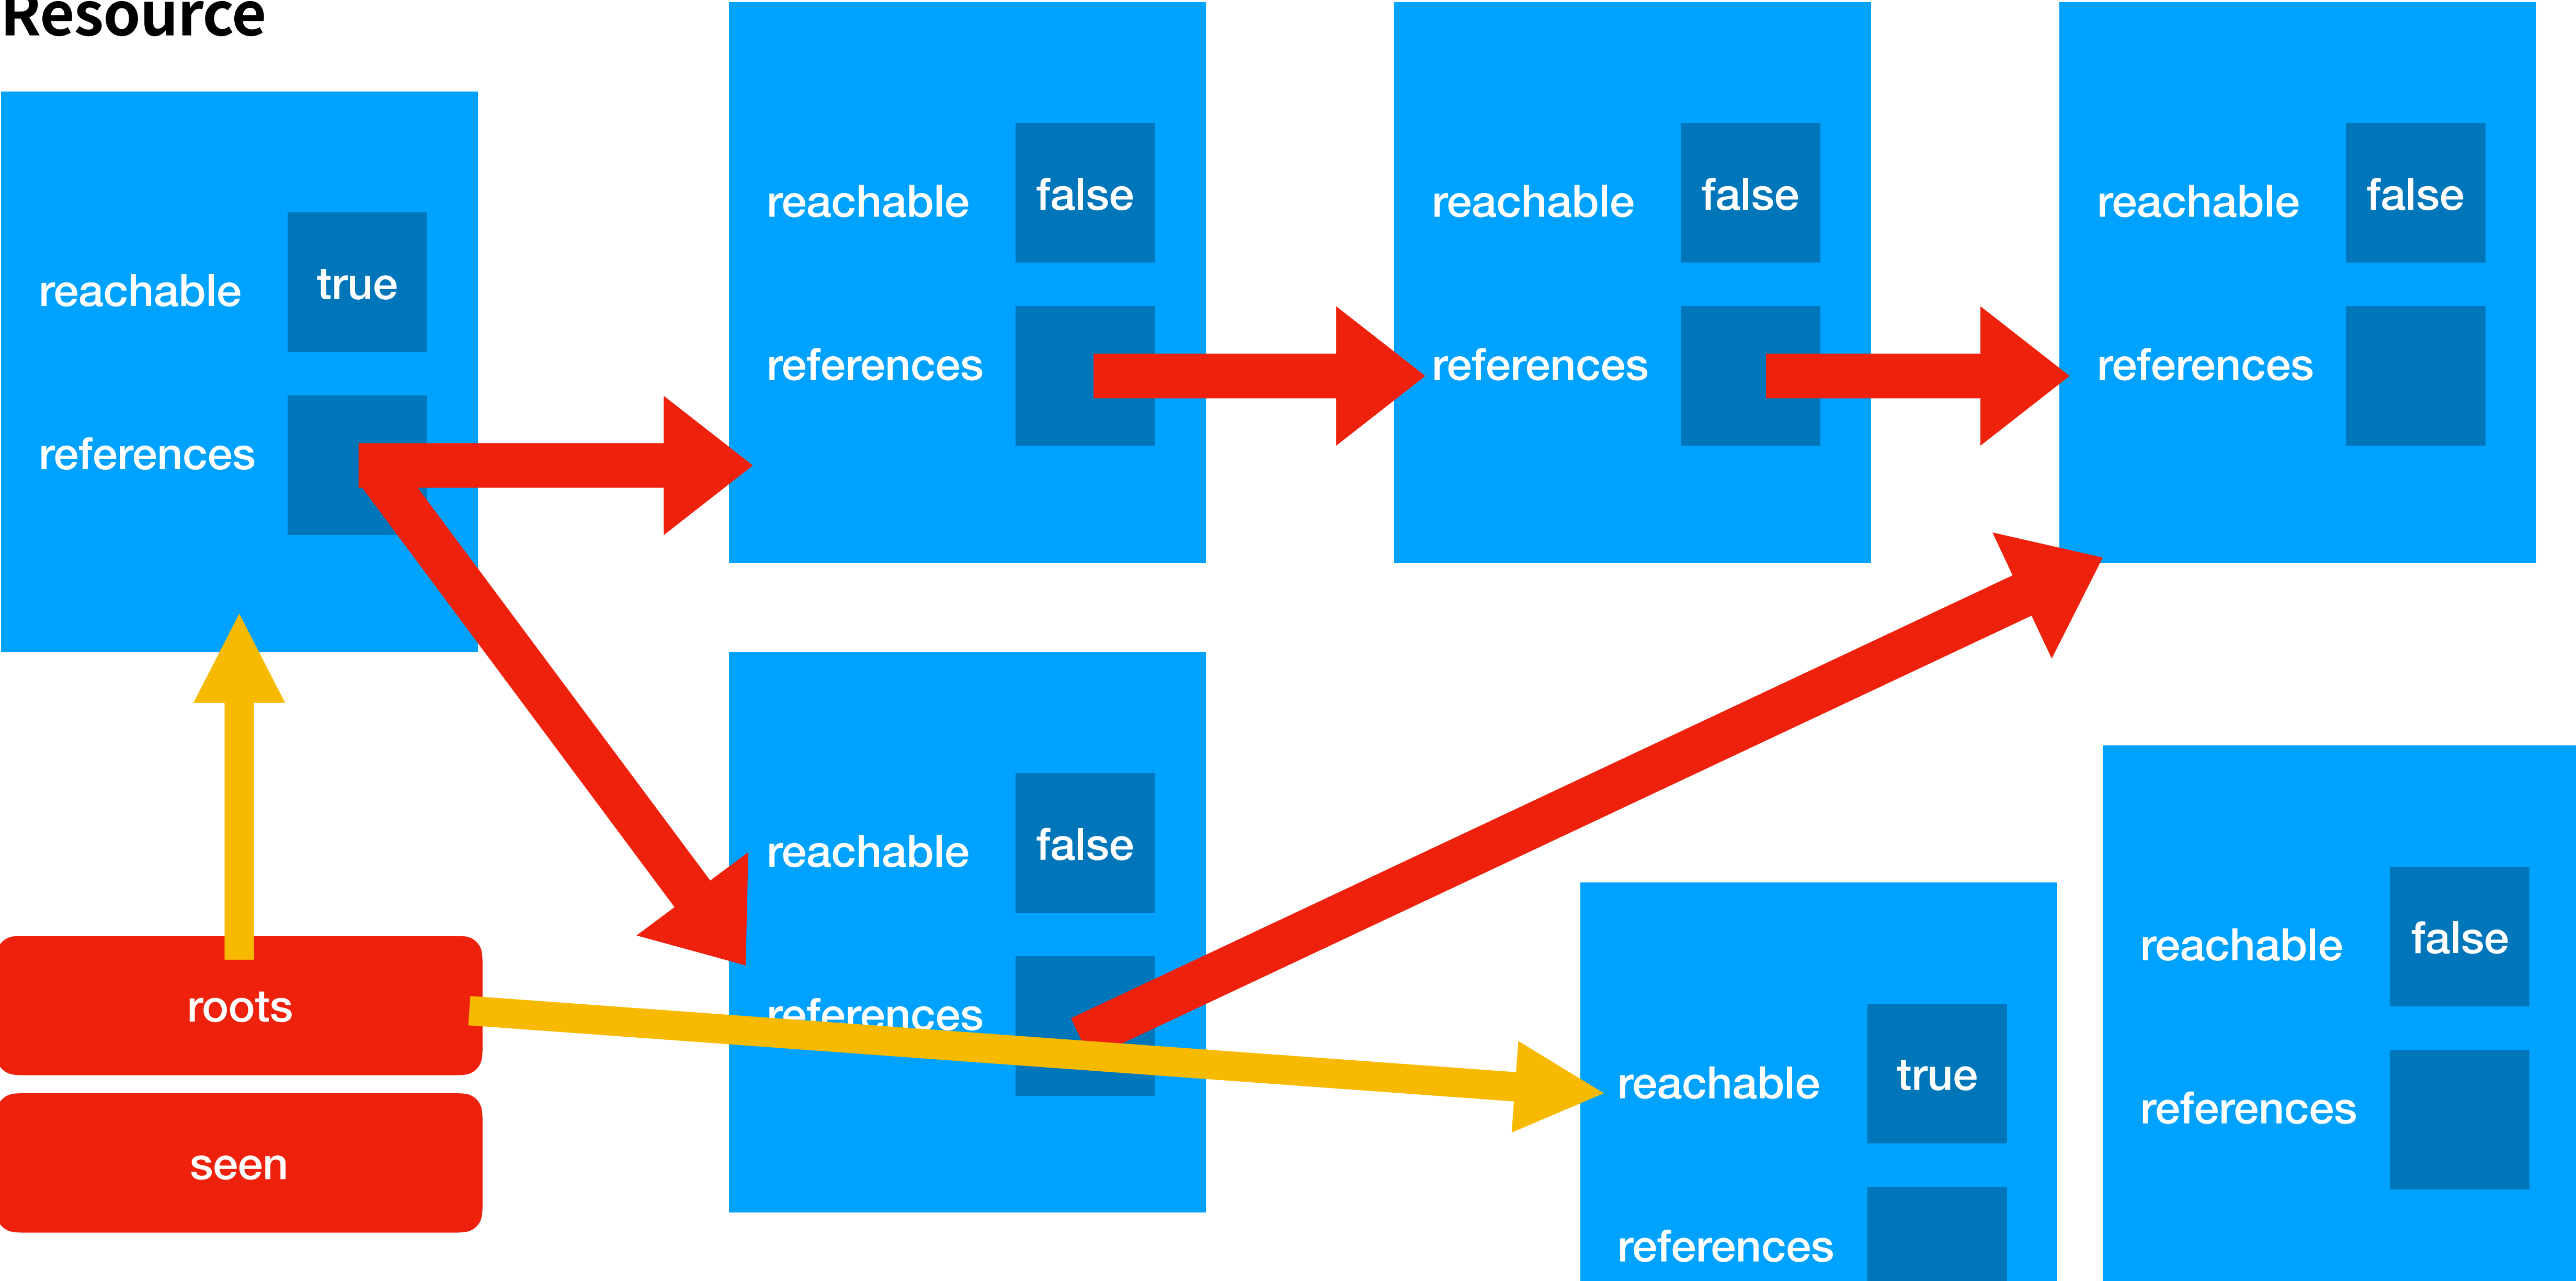 Resource
reachable
true
references
reachable
false
references
reachable
false
references
reachable
false
references
reachable
false
references
reachable
true
references
reachable
false
references
roots
seen